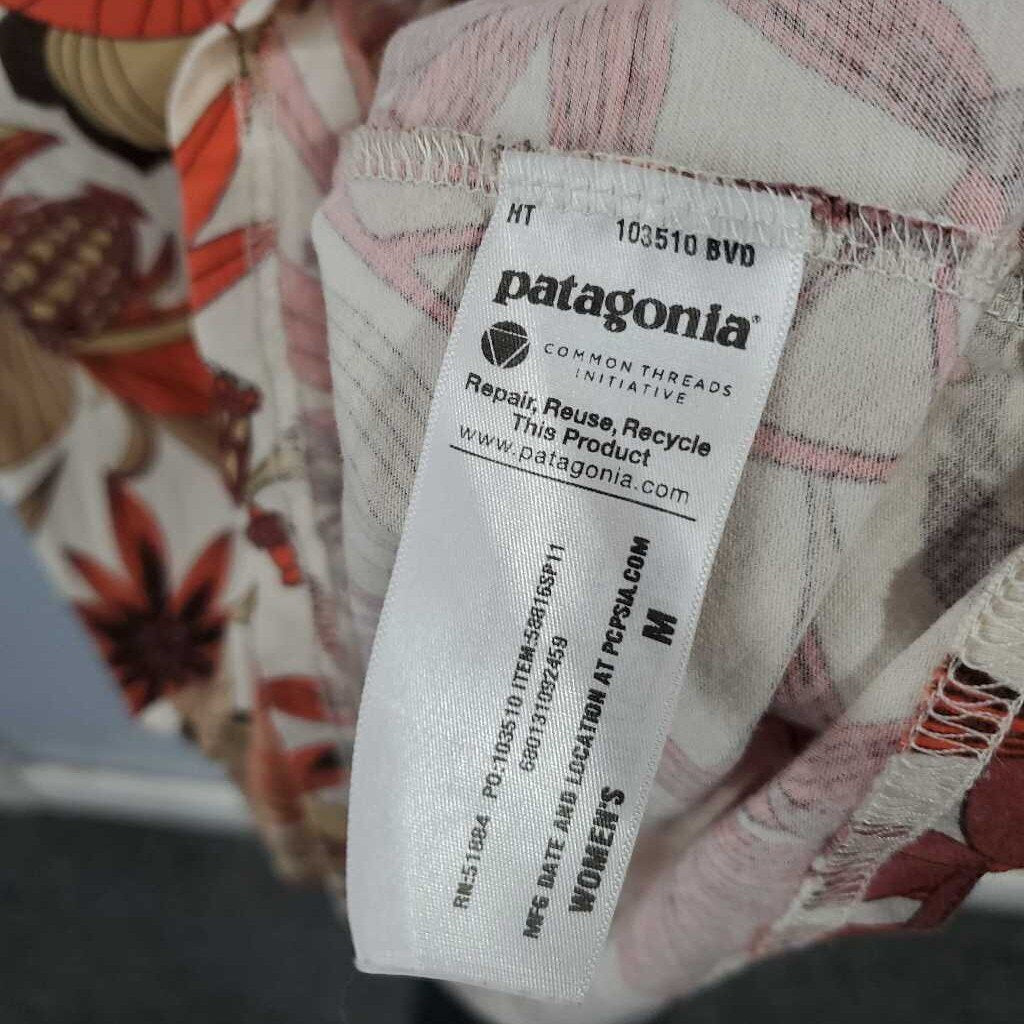 HT 103510 BVD
patagonia®
COMMON THREADS
INITIATIVE
Repair, Reuse, Recycle
This Product
www.patagonia.com
RN:51884 PO:103510 ITEM:58816SP11
6801731092459
MFG DATE AND LOCATION AT PCPSIA.COM
WOMEN'S M